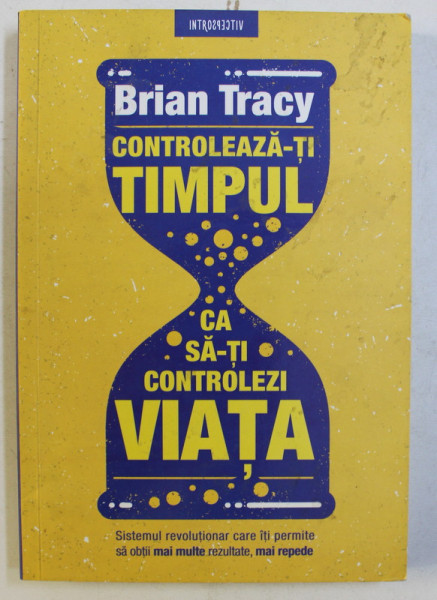 INTROSPECTIV
Brian Tracy
CONTROLEAZĂ-ȚI
TIMPUL
CA
SĂ-ȚI
CONTROLEZI
VIAȚA
Sistemul revoluționar care îți permite
să obții mai multe rezultate, mai repede